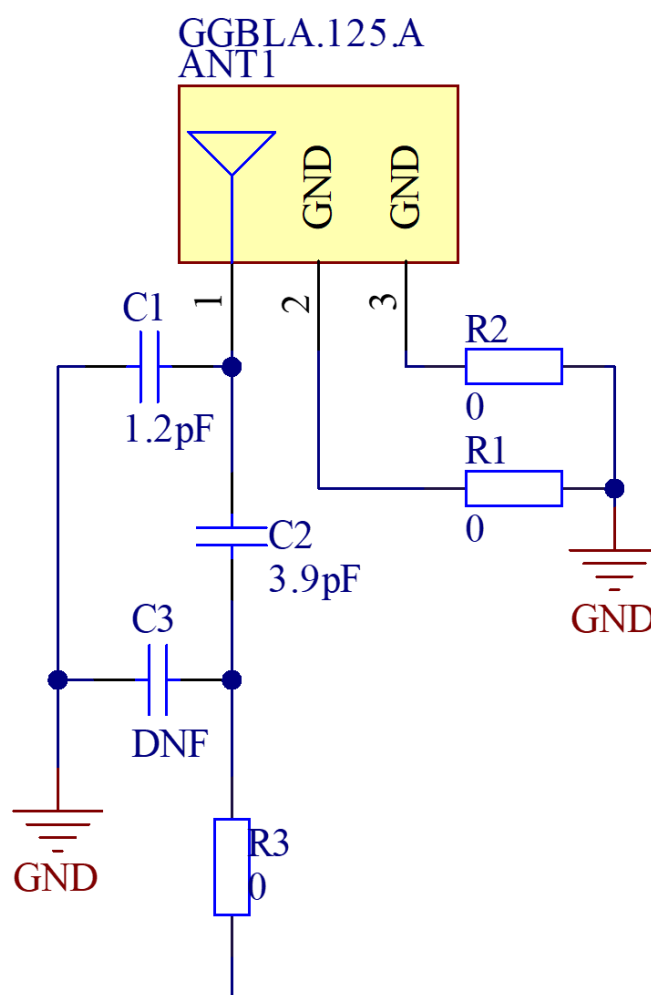 GGBLA.125.A
ANT1
GND
GND
1
2
3
C1
1.2pF
R2
0
R1
0
GND
C2
3.9pF
C3
DNF
GND
R3
0